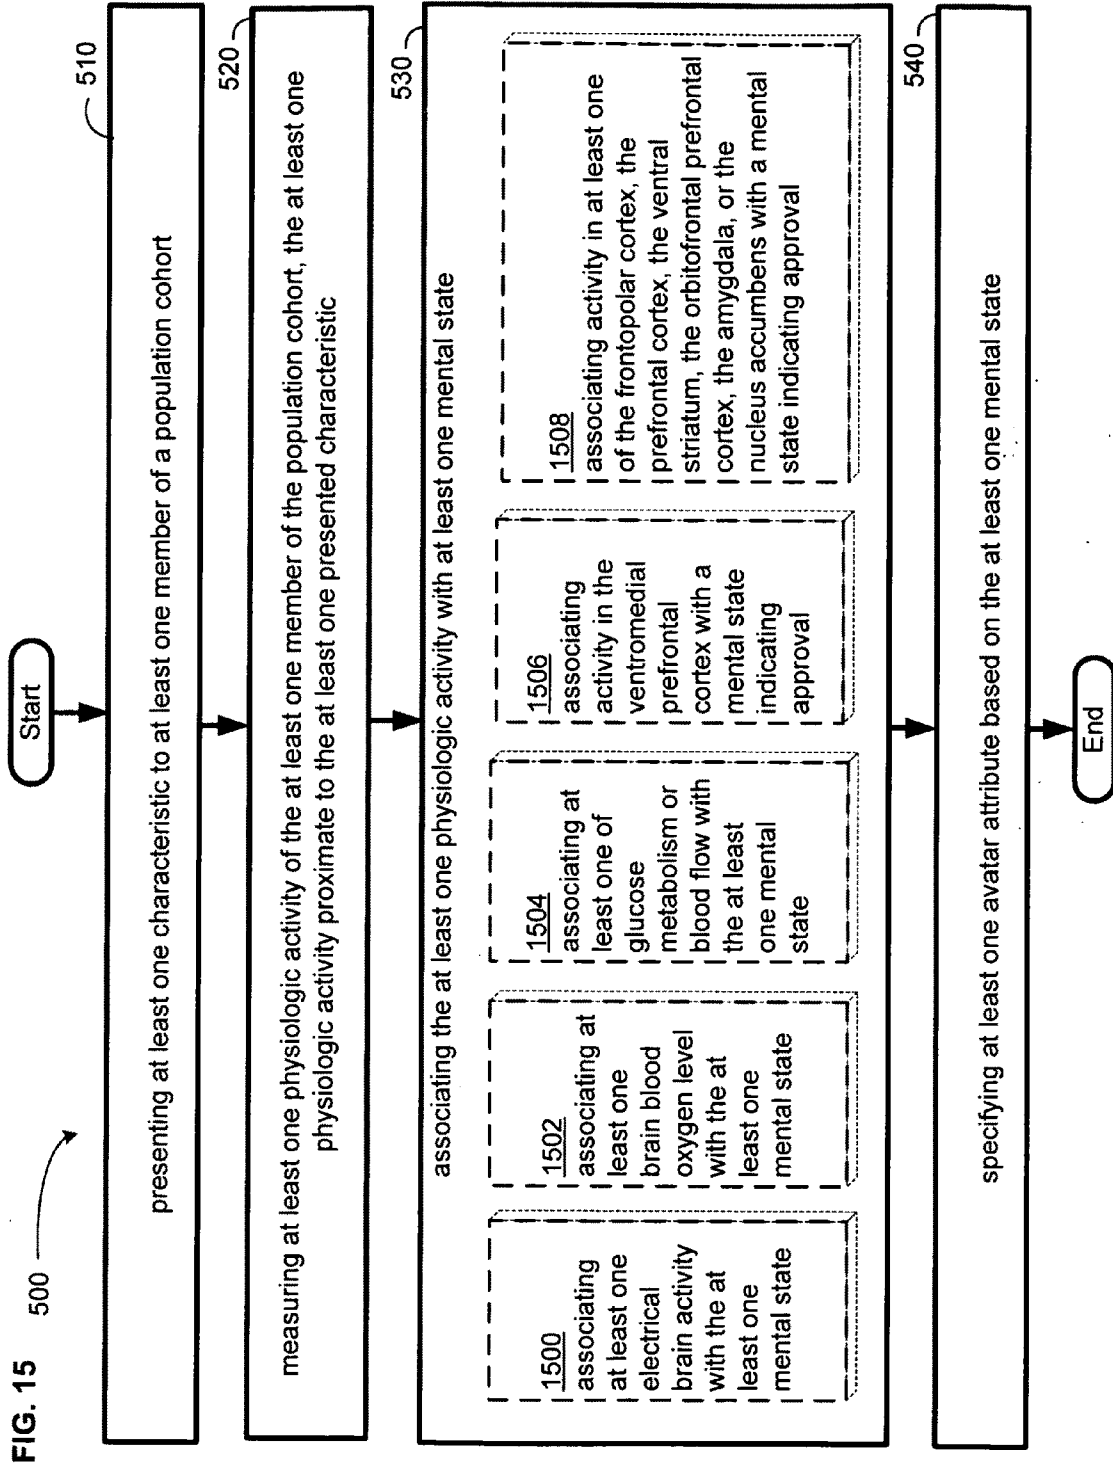 FIG. 15
500
Start
510
presenting at least one characteristic to at least one member of a population cohort
520
measuring at least one physiologic activity of the at least one member of the population cohort, the at least one
physiologic activity proximate to the at least one presented characteristic
530
associating the at least one physiologic activity with at least one mental state
1500
associating
at least one
electrical
brain activity
with the at
least one
mental state
1502
associating at
least one
brain blood
oxygen level
with the at
least one
mental state
1504
associating at
least one of
glucose
metabolism or
blood flow with
the at least
one mental
state
1506
associating
activity in the
ventromedial
prefrontal
cortex with a
mental state
indicating
approval
1508
associating activity in at least one
of the frontopolar cortex, the
prefrontal cortex, the ventral
striatum, the orbitofrontal prefrontal
cortex, the amygdala, or the
nucleus accumbens with a mental
state indicating approval
540
specifying at least one avatar attribute based on the at least one mental state
End